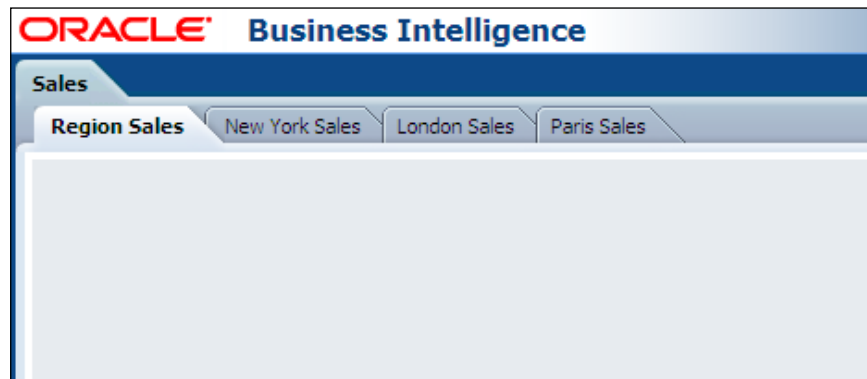 ORACLE Business Intelligence
Sales
Region Sales New York Sales London Sales Paris Sales